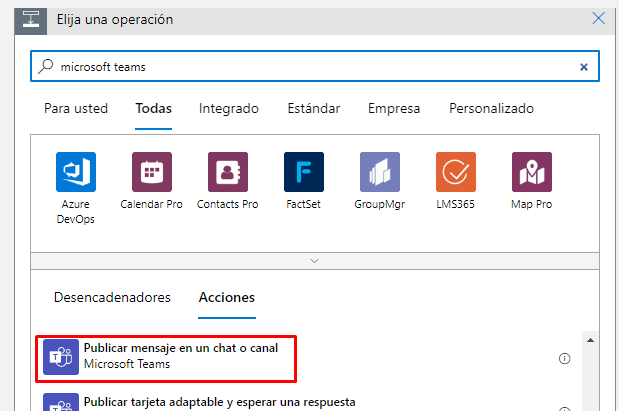 Elija una operación
microsoft teams
Para usted Todas Integrado Estándar Empresa Personalizado
Azure DevOps
Calendar Pro
Contacts Pro
FactSet
GroupMgr
LMS365
Map Pro
Desencadenadores Acciones
Publicar mensaje en un chat o canal
Microsoft Teams
Publicar tarjeta adaptable y esperar una respuesta